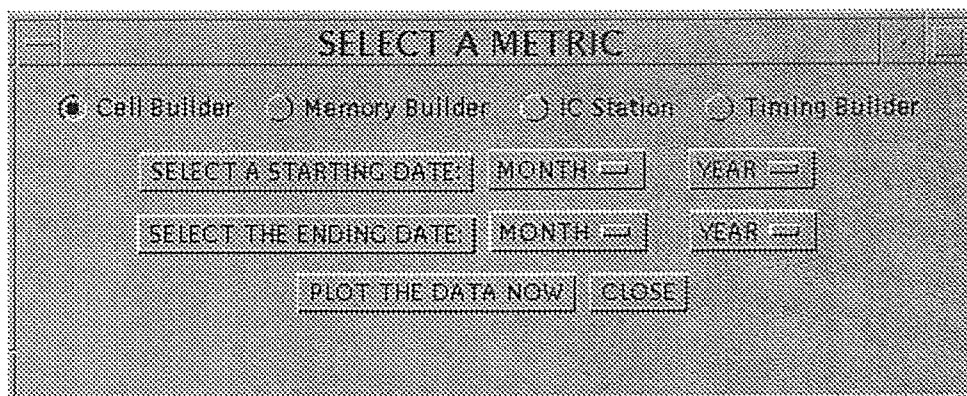 SELECT A METRIC
Cell Builder Memory Builder IC Station Timing Builder
SELECT A STARTING DATE: MONTH YEAR
SELECT THE ENDING DATE: MONTH YEAR
PLOT THE DATA NOW CLOSE